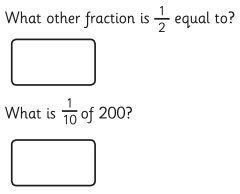 What other fraction is 1/2 equal to?
What is 1/10 of 200?